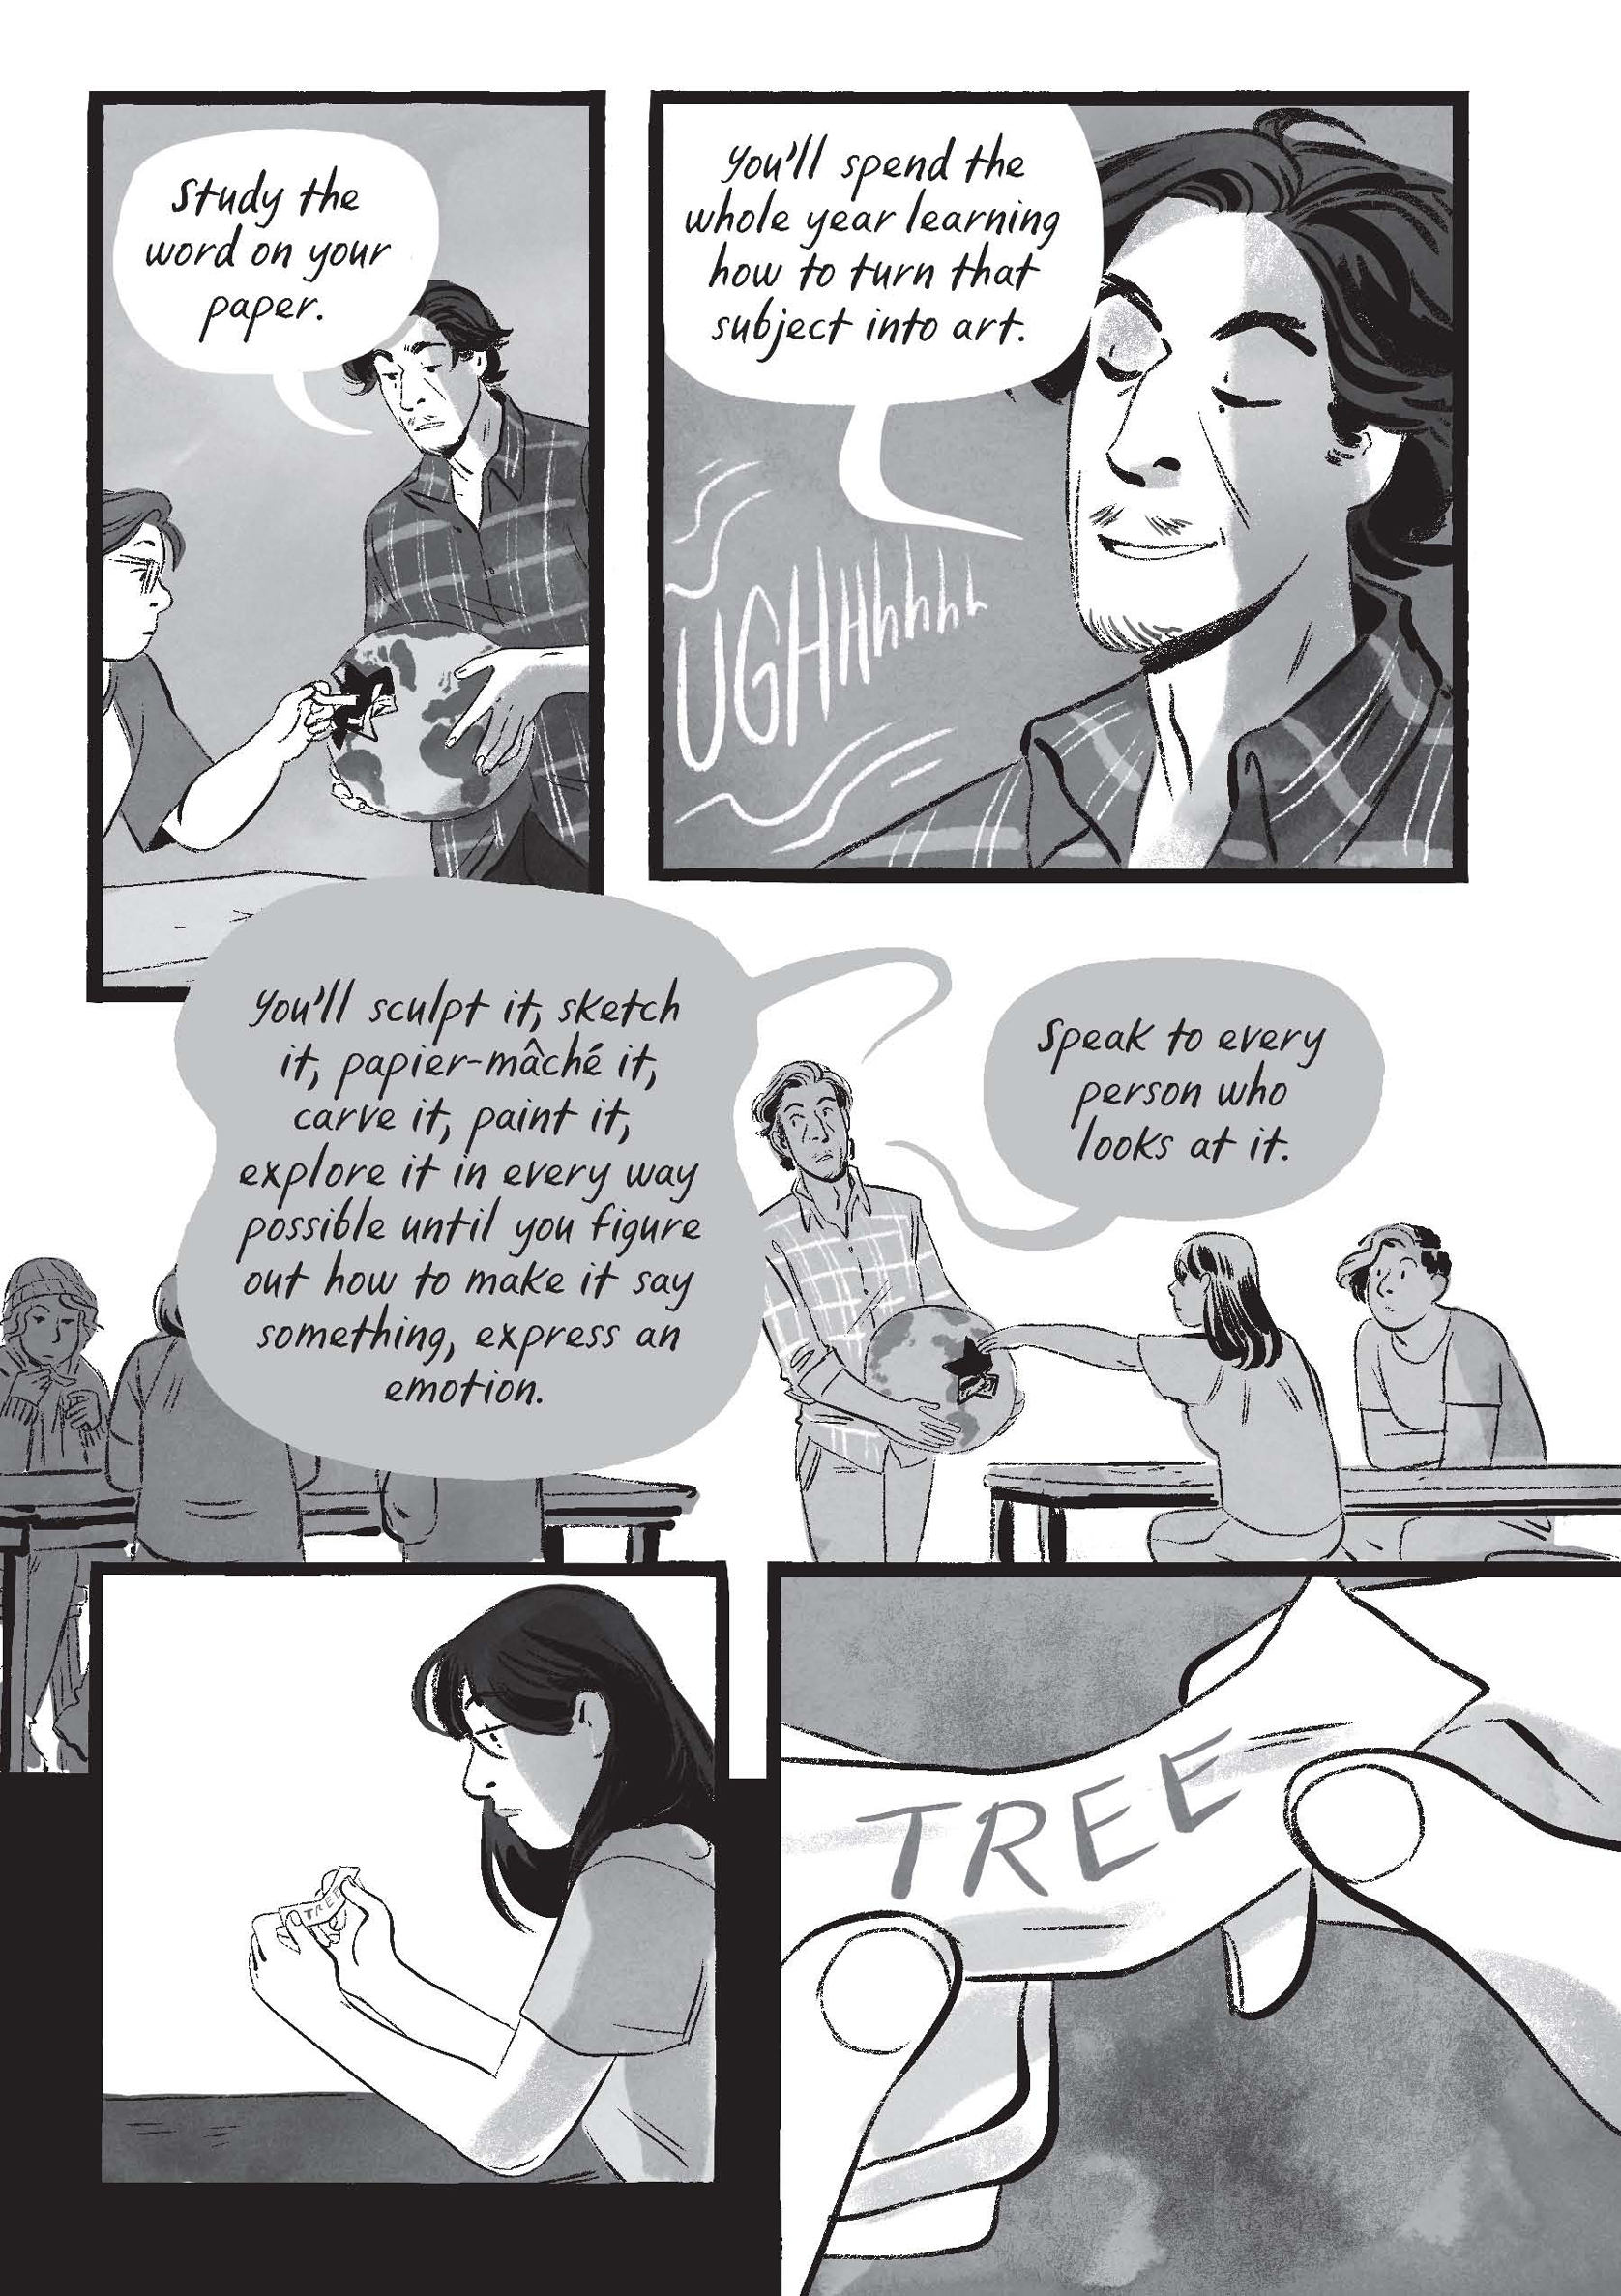 Study the
word on your
paper.
You'll spend the
whole year learning
how to turn that
subject into art.
UGHHhhhh
You'll sculpt it, sketch
it, papier-mâché it,
carve it, paint it,
explore it in every way
possible until you figure
out how to make it say
something, express an
emotion.
Speak to every
person who
looks at it.
TREE
TREE